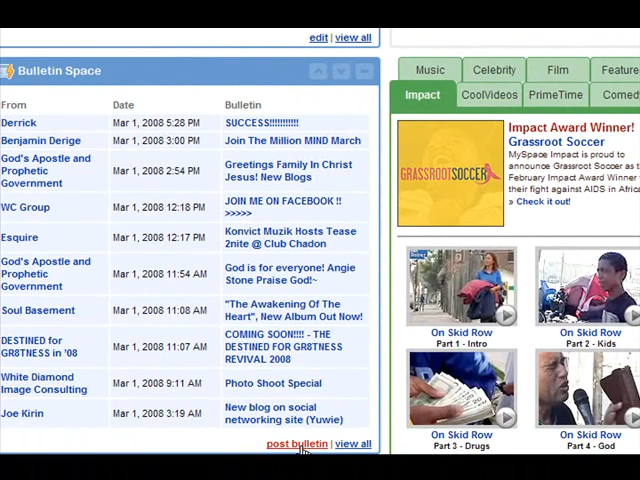 edit | view all
Bulletin Space
From Date Bulletin
Derrick Mar 1, 2008 5:28 PM SUCCESS!!!!!!!!!!!
Benjamin Derige Mar 1, 2008 3:00 PM Join The Million MIND March
God's Apostle and
Prophetic
Government
Mar 1, 2008 2:54 PM
Greetings Family In Christ
Jesus! New Blogs
WC Group Mar 1, 2008 12:18 PM
JOIN ME ON FACEBOOK !!
>>>>>
Esquire Mar 1, 2008 12:17 PM
Konvict Muzik Hosts Tease
2nite @ Club Chadon
God's Apostle and
Prophetic
Government
Mar 1, 2008 11:54 AM
God is for everyone! Angie
Stone Praise God!~
Soul Basement Mar 1, 2008 11:08 AM
"The Awakening Of The
Heart", New Album Out Now!
DESTINED for
GR8TNESS in '08
Mar 1, 2008 11:07 AM
COMING SOON!!!! - THE
DESTINED FOR GR8TNESS
REVIVAL 2008
White Diamond
Image Consulting
Mar 1, 2008 9:11 AM
Photo Shoot Special
Joe Kirin Mar 1, 2008 3:19 AM
New blog on social
networking site (Yuwie)
post bulletin | view all
Music Celebrity Film Feature
Impact CoolVideos PrimeTime Comed
GRASSROOTSOCCER
Impact Award Winner!
Grassroot Soccer
MySpace Impact is proud to
announce Grassroot Soccer as t
February Impact Award Winner
their fight against AIDS in Afric
» Check it out!
On Skid Row On Skid Row
Part 1 - Intro Part 2 - Kids
On Skid Row On Skid Row
Part 3 - Drugs Part 4 - God